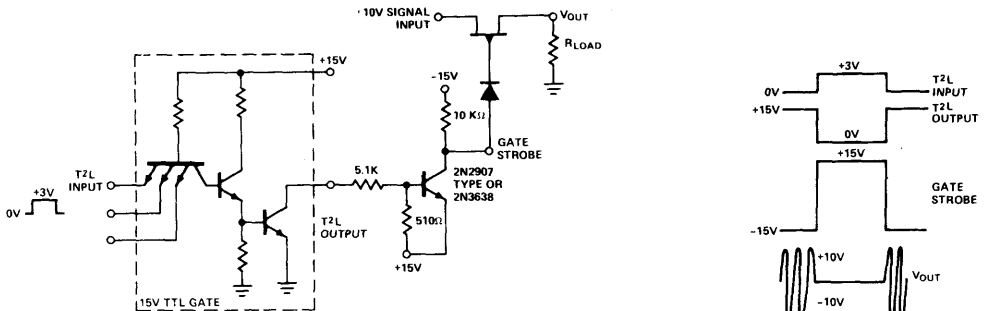 10V SIGNAL
INPUT
VOUT
RLOAD
+15V
-15V
10 KΩ
GATE
STROBE
T²L
INPUT
+3V
0V
5.1K
2N2907
TYPE OR
2N3638
T²L
OUTPUT
510Ω
+15V
15V TTL GATE
+3V
0V
T²L
INPUT
+15V
T²L
OUTPUT
0V
+15V
GATE
STROBE
-15V
+10V
VOUT
-10V